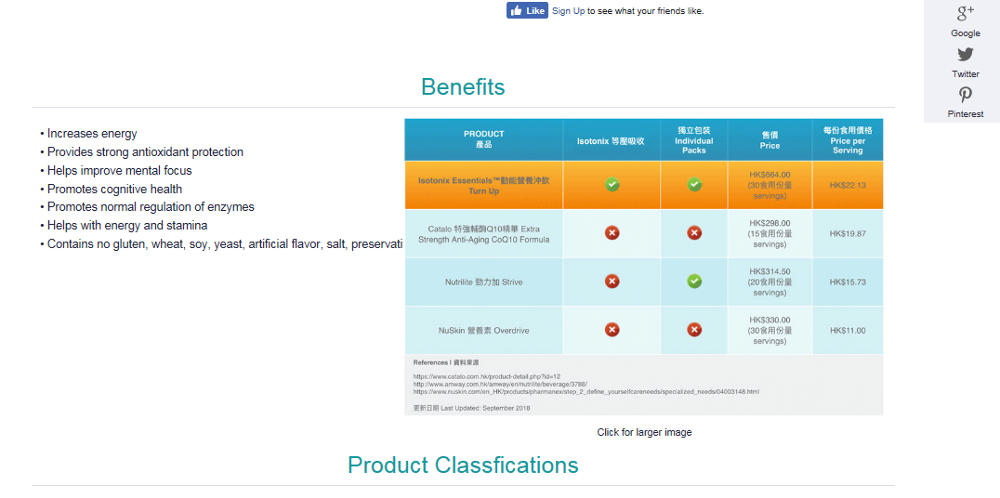 Like Sign Up to see what your friends like.
Google
Twitter
Pinterest
Benefits
• Increases energy
• Provides strong antioxidant protection
• Helps improve mental focus
• Promotes cognitive health
• Promotes normal regulation of enzymes
• Helps with energy and stamina
• Contains no gluten, wheat, soy, yeast, artificial flavor, salt, preservati
PRODUCT
產品
Isotonix 等壓吸收
獨立包裝
Individual
Packs
售價
Price
每份食用價格
Price per
Serving
Isotonix Essentials™動能營養沖飲
Turn Up
HK$664.00
(30食用份量
servings)
HK$22.13
Catalo 特強輔酶Q10精華 Extra
Strength Anti-Aging CoQ10 Formula
HK$298.00
(15食用份量
servings)
HK$19.87
Nutrilite 勁力加 Strive
HK$314.50
(20食用份量
servings)
HK$15.73
NuSkin 營養素 Overdrive
HK$330.00
(30食用份量
servings)
HK$11.00
References I 資料來源
https://www.catalo.com.hk/product-detail.php?id=12
http://www.amway.com.hk/amway/en/nutrilite/beverage/3788/
https://www.nuskin.com/en_HK/products/pharmanex/step_2_define_yourselfcareneeds/specialized_needs/04003148.html
更新日期 Last Updated: September 2018
Click for larger image
Product Classfications